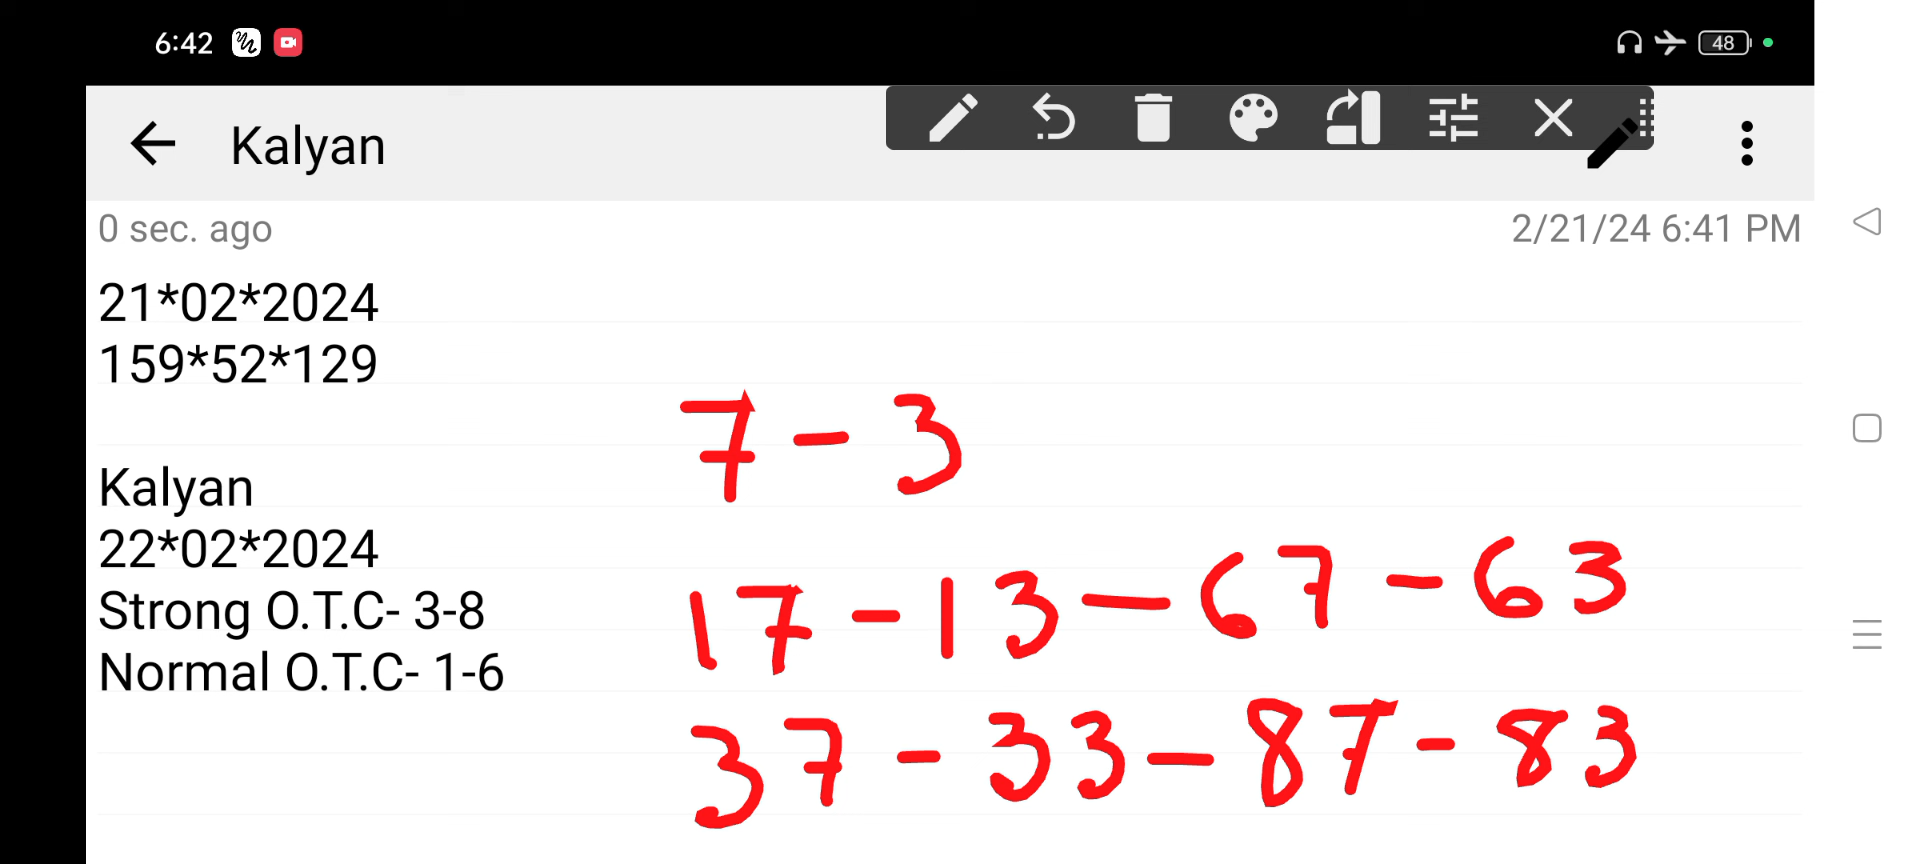 6:42
48
Kalyan
0 sec. ago
2/21/24 6:41 PM
21*02*2024
159*52*129
7-3
Kalyan
22*02*2024
Strong O.T.C- 3-8
Normal O.T.C- 1-6
17-13-67-63
37-33-87-83